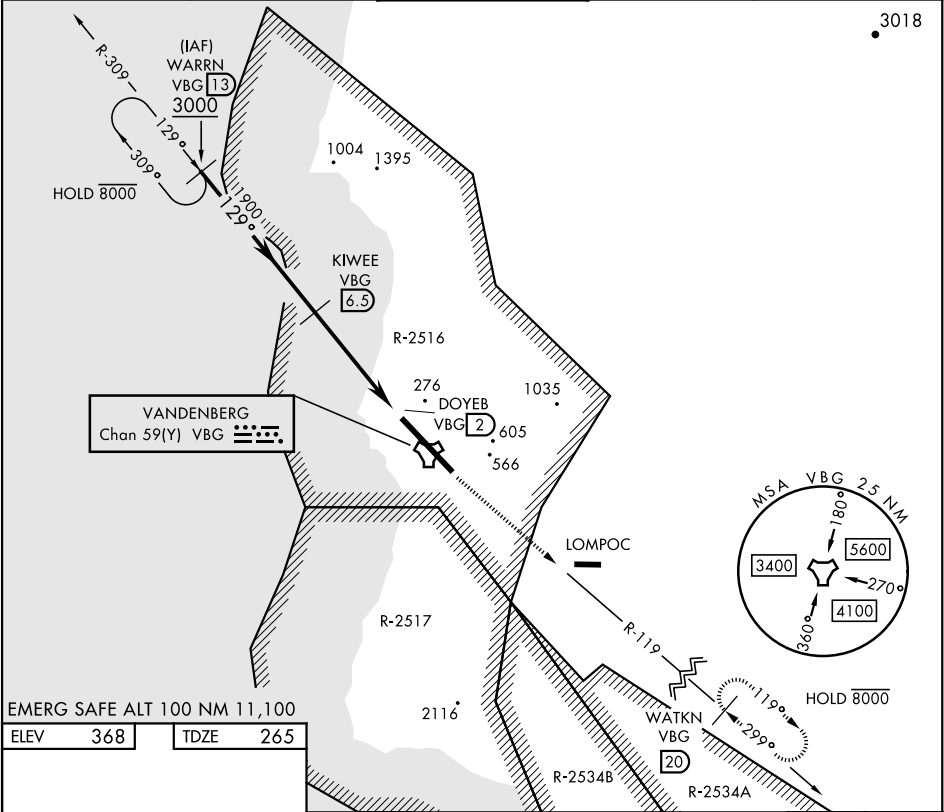 3018
(IAF)
WARRN
VBG 13
3000
R-309
129°
309°
HOLD 8000
1900
129°
1004
1395
KIWEE
VBG
6.5
R-2516
276
DOYEB
VBG 2
1035
605
566
VANDENBERG
Chan 59(Y) VBG
MSA VBG 25 NM
180°
3400
5600
270°
4100
360°
LOMPOC
R-119
R-2517
2116
119°
299°
HOLD 8000
WATKN
VBG
20
R-2534B
R-2534A
EMERG SAFE ALT 100 NM 11,100
ELEV 368
TDZE 265